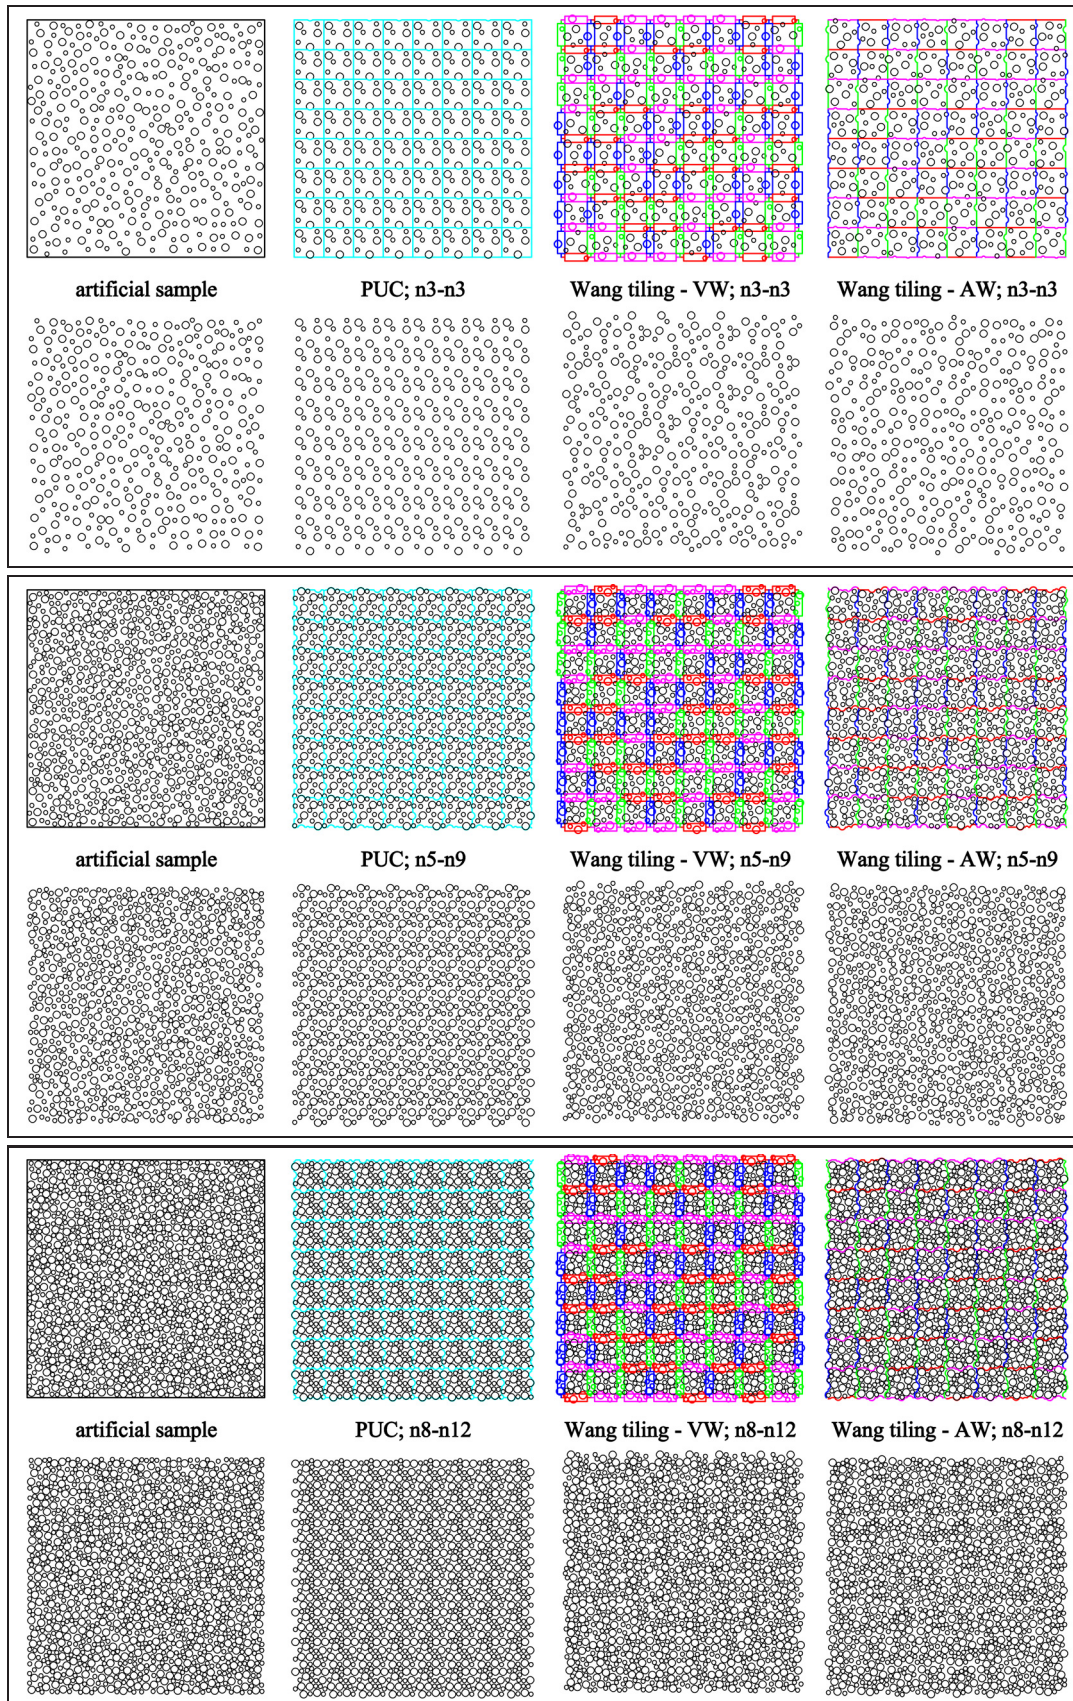 artificial sample PUC; n3-n3 Wang tiling - VW; n3-n3 Wang tiling - AW; n3-n3
artificial sample PUC; n5-n9 Wang tiling - VW; n5-n9 Wang tiling - AW; n5-n9
artificial sample PUC; n8-n12 Wang tiling - VW; n8-n12 Wang tiling - AW; n8-n12